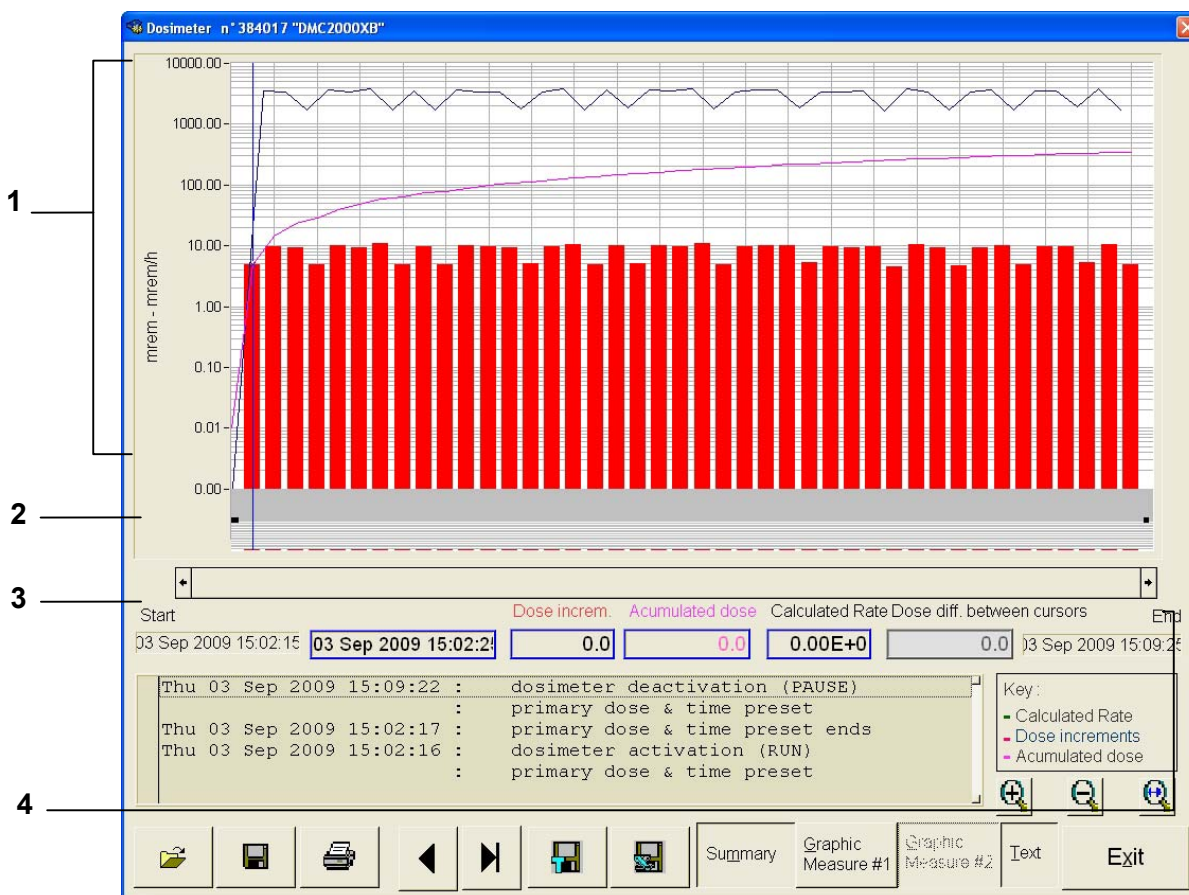 Dosimeter n°384017 "DMC2000XB"
10000.00
1000.00
100.00
10.00
1.00
0.10
0.01
0.00
mrem - mrem/h
1
2
3
4
Start
Dose increm.
Acumulated dose
Calculated Rate
Dose diff. between cursors
End
03 Sep 2009 15:02:15
03 Sep 2009 15:02:2
0.0
0.0
0.00E+0
0.0
03 Sep 2009 15:09:25
Thu 03 Sep 2009 15:09:22 : dosimeter deactivation (PAUSE)
: primary dose & time preset
Thu 03 Sep 2009 15:02:17 : primary dose & time preset ends
Thu 03 Sep 2009 15:02:16 : dosimeter activation (RUN)
: primary dose & time preset
Key:
Calculated Rate
Dose increments
Acumulated dose
Summary
Graphic
Measure #1
Graphic
Measure #2
Text
Exit